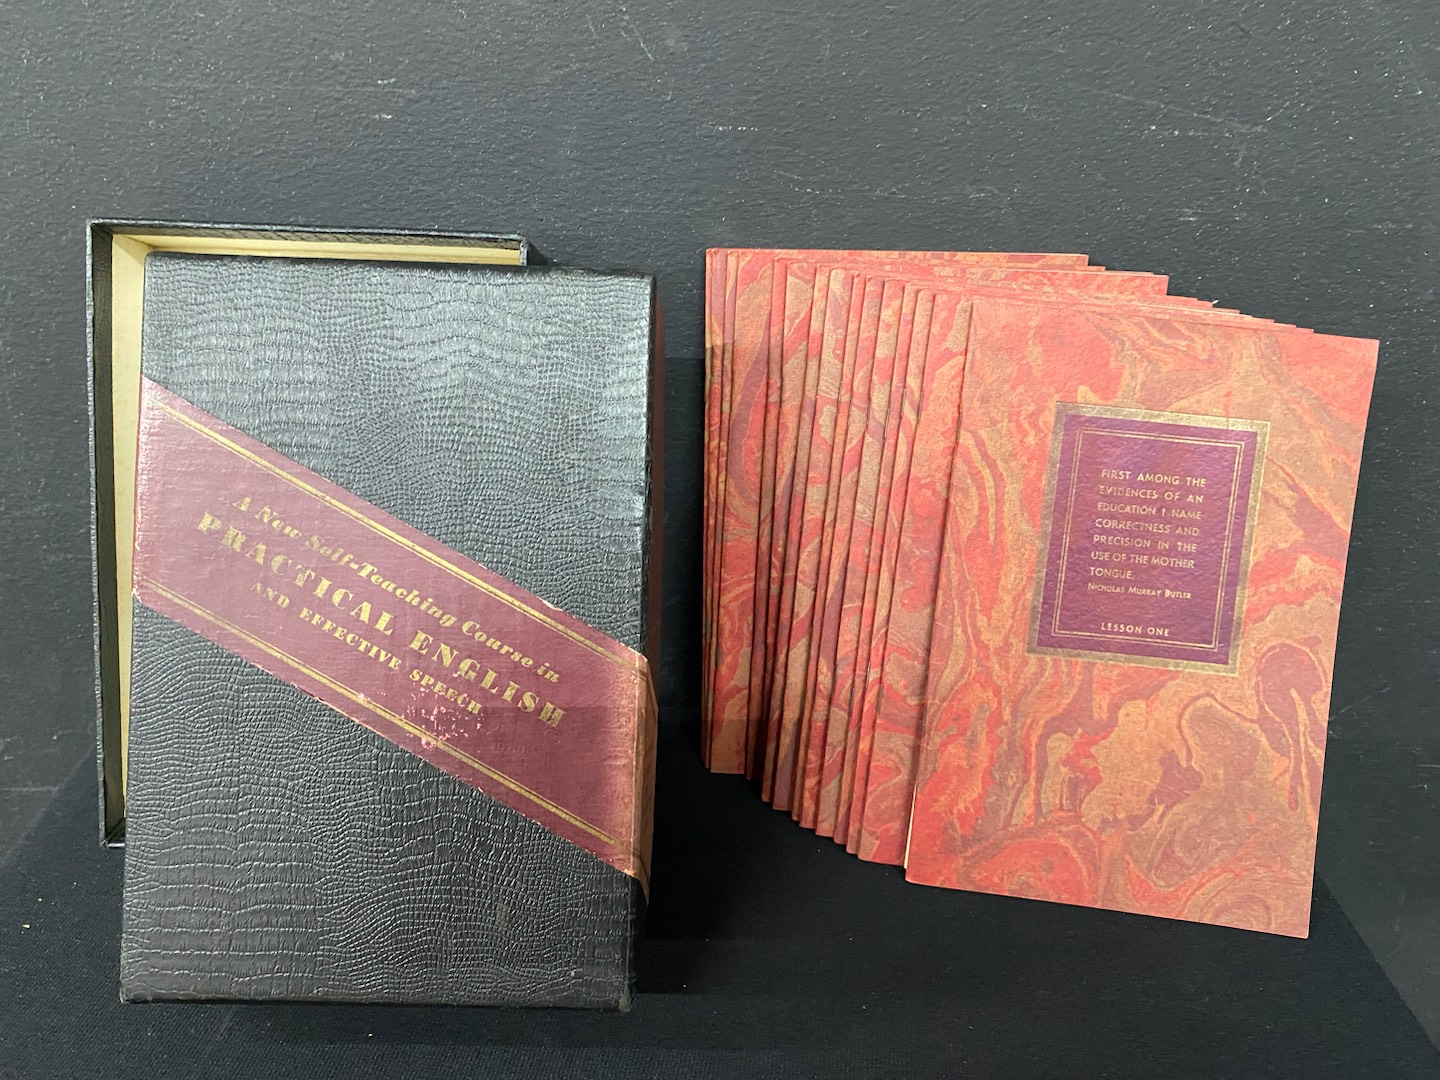 A New Self-Teaching Course in
PRACTICAL ENGLISH
AND EFFECTIVE SPEECH
FIRST AMONG THE
EVIDENCES OF AN
EDUCATION I NAME
CORRECTNESS AND
PRECISION IN THE
USE OF THE MOTHER
TONGUE.
NICHOLAS MURRAY BUTLER
LESSON ONE